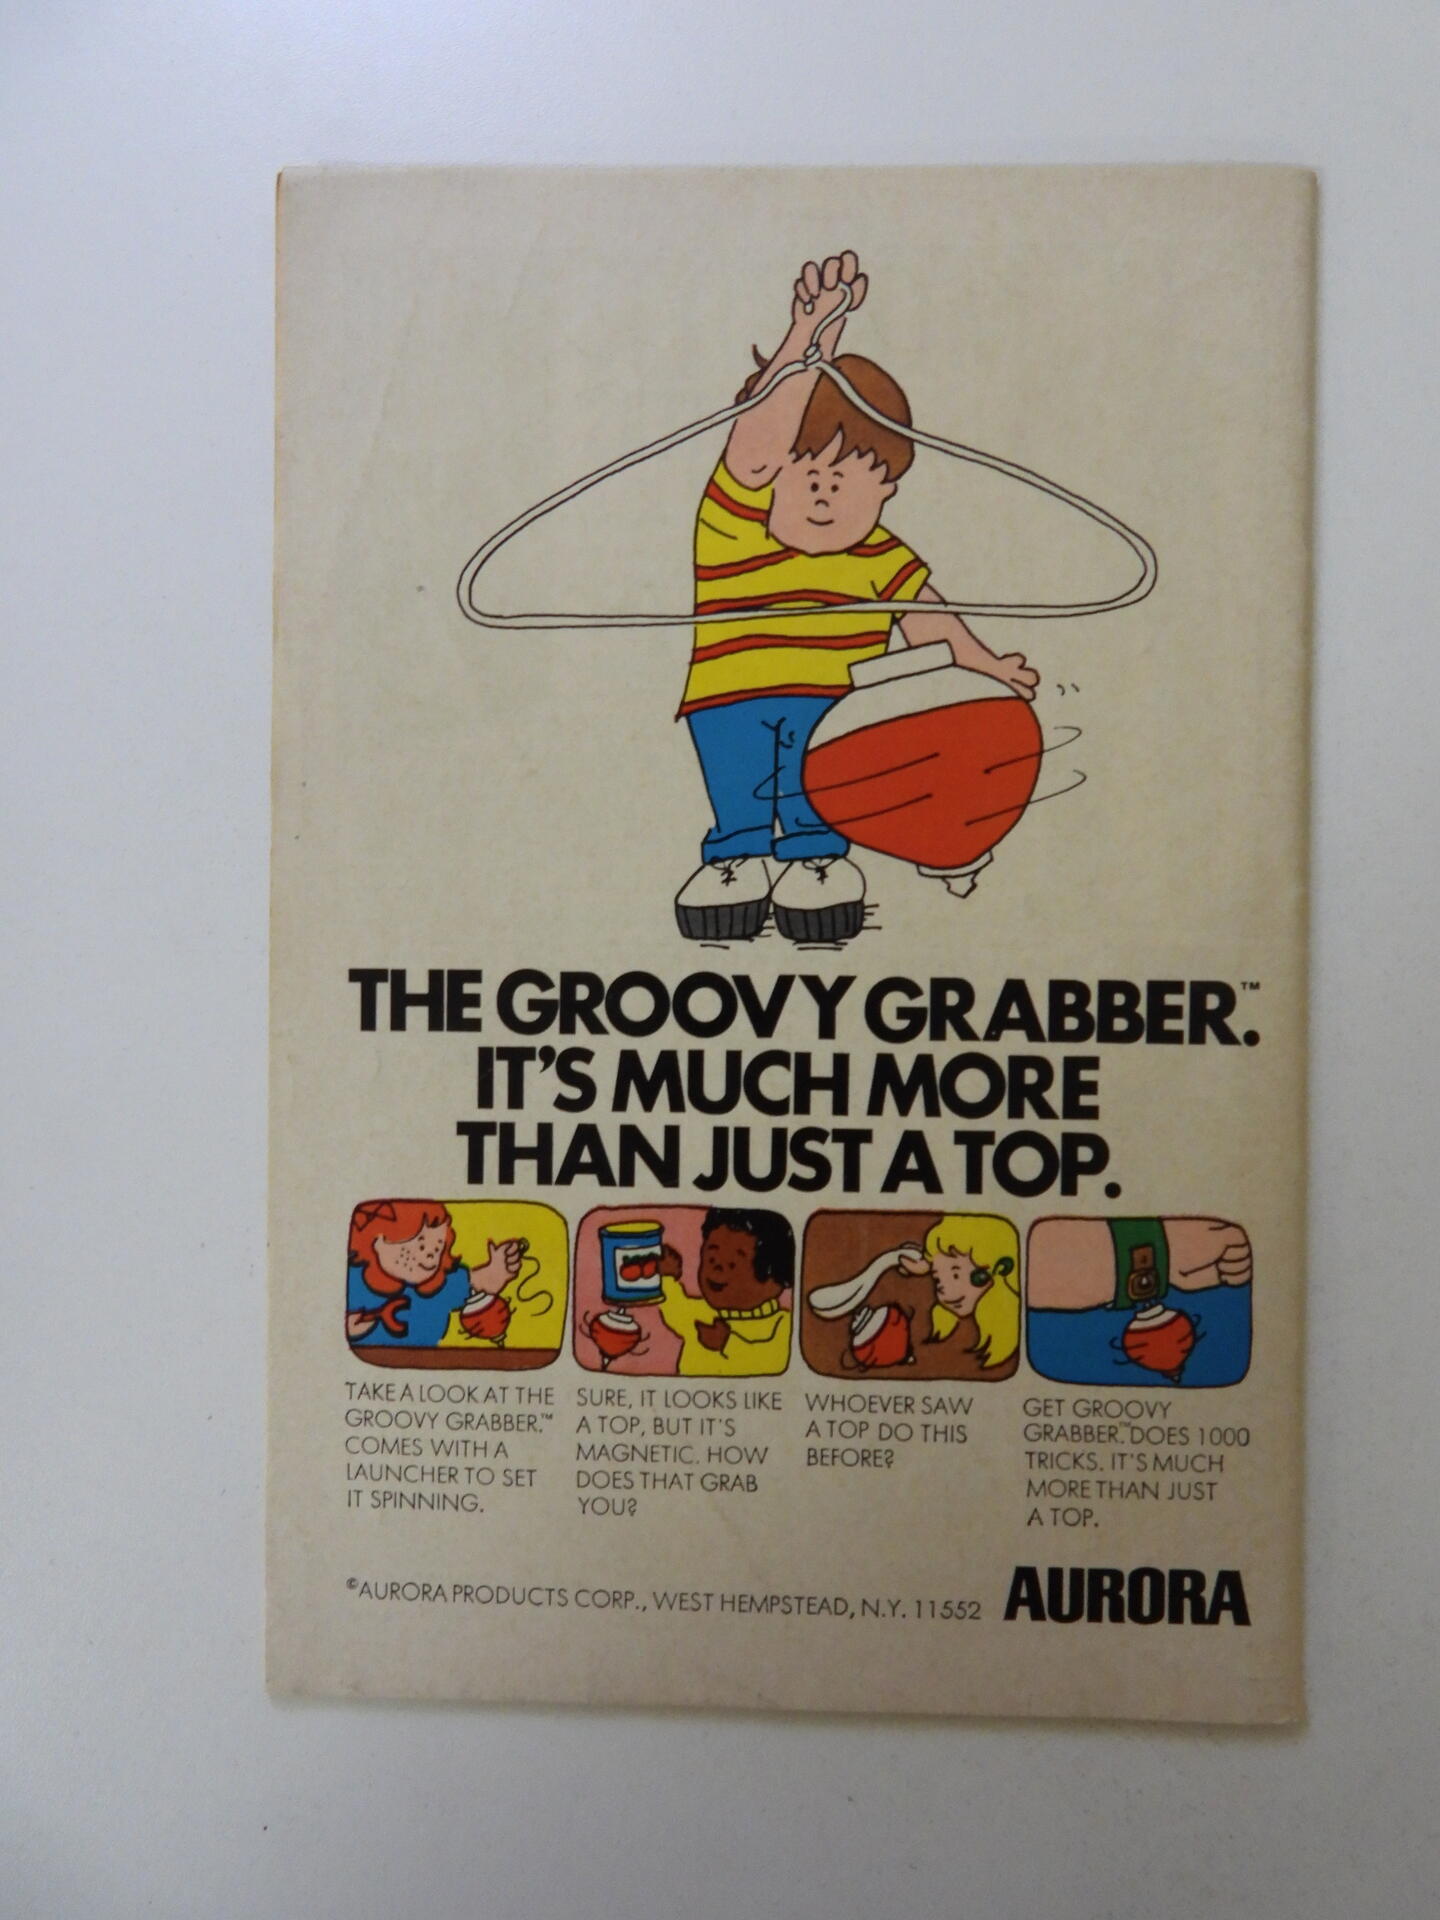 THE GROOVY GRABBER.™
IT'S MUCH MORE
THAN JUST A TOP.
TAKE A LOOK AT THE
GROOVY GRABBER.™
COMES WITH A
LAUNCHER TO SET
IT SPINNING.
SURE, IT LOOKS LIKE
A TOP, BUT IT'S
MAGNETIC. HOW
DOES THAT GRAB
YOU?
WHOEVER SAW
A TOP DO THIS
BEFORE?
GET GROOVY
GRABBER.™ DOES 1000
TRICKS. IT'S MUCH
MORE THAN JUST
A TOP.
©AURORA PRODUCTS CORP., WEST HEMPSTEAD, N.Y. 11552
AURORA